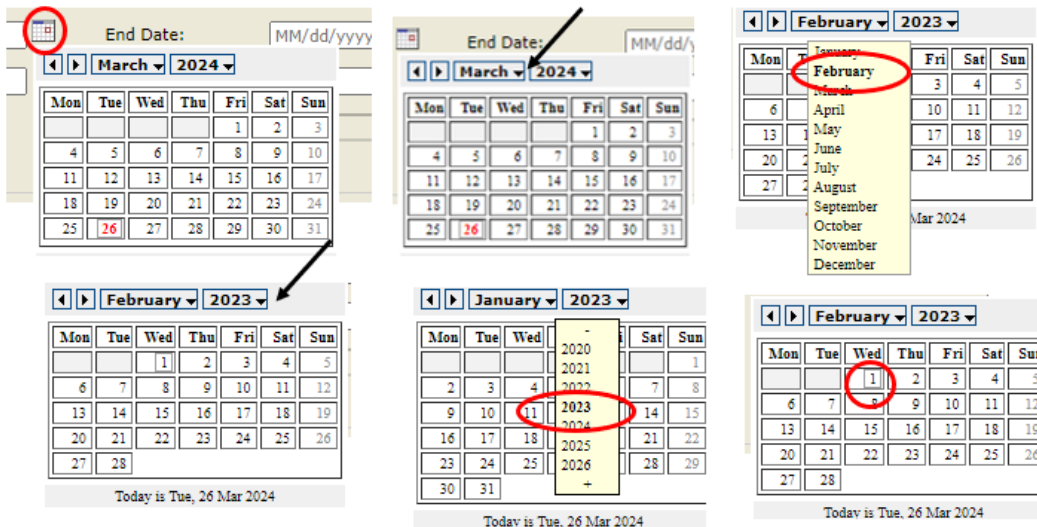 End Date: MM/dd/yyyy
March 2024
Mon Tue Wed Thu Fri Sat Sun
1 2 3
4 5 6 7 8 9 10
11 12 13 14 15 16 17
18 19 20 21 22 23 24
25 26 27 28 29 30 31
End Date: MM/dd/y
March 2024
Mon Tue Wed Thu Fri Sat Sun
1 2 3
4 5 6 7 8 9 10
11 12 13 14 15 16 17
18 19 20 21 22 23 24
25 26 27 28 29 30 31
February 2023
Mon T Fri Sat Sun
3 4 5
6 10 11 12
13 1 17 18 19
20 2 24 25 26
27 2
January
February
March
April
May
June
July
August
September
October
November
December
Mar 2024
February 2023
Mon Tue Wed Thu Fri Sat Sun
1 2 3 4 5
6 7 8 9 10 11 12
13 14 15 16 17 18 19
20 21 22 23 24 25 26
27 28
Today is Tue, 26 Mar 2024
January 2023
Mon Tue Wed i Sat Sun
1
2 3 4 7 8
9 10 11 14 15
16 17 18 21 22
23 24 25 28 29
30 31
-
2020
2021
2022
2023
2024
2025
2026
+
Today is Tue, 26 Mar 2024
February 2023
Mon Tue Wed Thu Fri Sat Su
1 2 3 4 5
6 7 8 9 10 11 12
13 14 15 16 17 18 19
20 21 22 23 24 25 26
27 28
Today is Tue, 26 Mar 2024